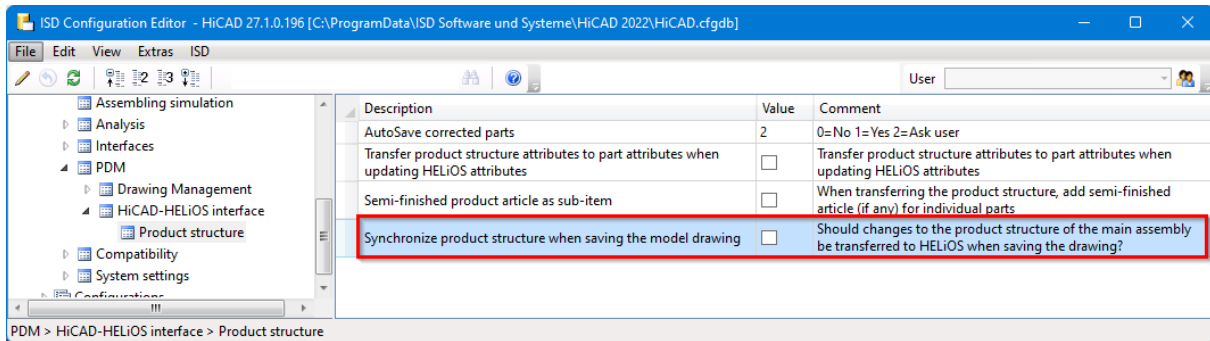 ISD Configuration Editor - HiCAD 27.1.0.196 [C:\ProgramData\ISD Software und Systeme\HiCAD 2022\HiCAD.cfgdb]
File Edit View Extras ISD
User
Assembling simulation
Analysis
Interfaces
PDM
Drawing Management
HiCAD-HELiOS interface
Product structure
Compatibility
System settings
Configurations
Description Value Comment
AutoSave corrected parts 2 0=No 1=Yes 2=Ask user
Transfer product structure attributes to part attributes when
updating HELiOS attributes
Transfer product structure attributes to part attributes when
updating HELiOS attributes
Semi-finished product article as sub-item
When transferring the product structure, add semi-finished
article (if any) for individual parts
Synchronize product structure when saving the model drawing
Should changes to the product structure of the main assembly
be transferred to HELiOS when saving the drawing?
PDM > HiCAD-HELiOS interface > Product structure